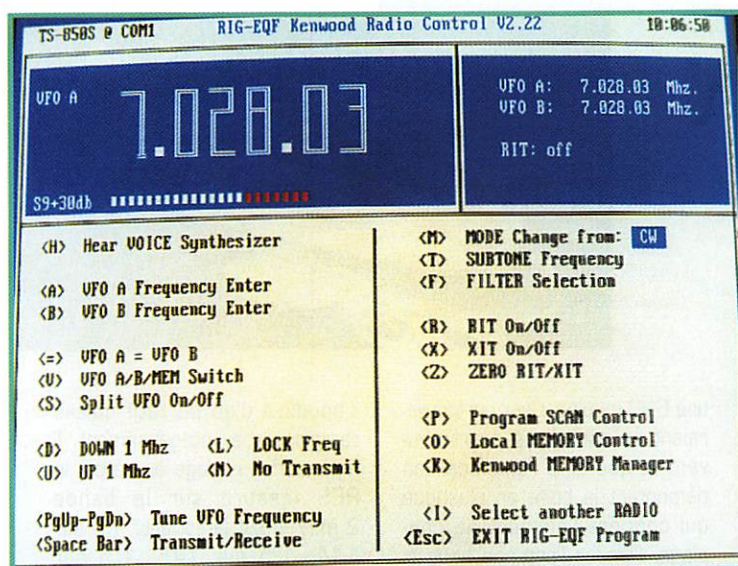 TS-850S @ COM1 RIG-EQF Kenwood Radio Control V2.22 10:06:50
VFO A
7.028.03
S9+30db
VFO A: 7.028.03 Mhz.
VFO B: 7.028.03 Mhz.
RIT: off
<H> Hear VOICE Synthesizer
<A> VFO A Frequency Enter
<B> VFO B Frequency Enter
<=> VFO A = VFO B
<V> VFO A/B/MEM Switch
<S> Split VFO On/Off
<D> DOWN 1 Mhz <L> LOCK Freq
<U> UP 1 Mhz <N> No Transmit
<PgUp-PgDn> Tune VFO Frequency
<Space Bar> Transmit/Receive
<M> MODE Change from: CW
<T> SUBTONE Frequency
<F> FILTER Selection
<R> RIT On/Off
<X> XIT On/Off
<Z> ZERO RIT/XIT
<P> Program SCAN Control
<O> Local MEMORY Control
<K> Kenwood MEMORY Manager
<I> Select another RADIO
<Esc> EXIT RIG-EQF Program